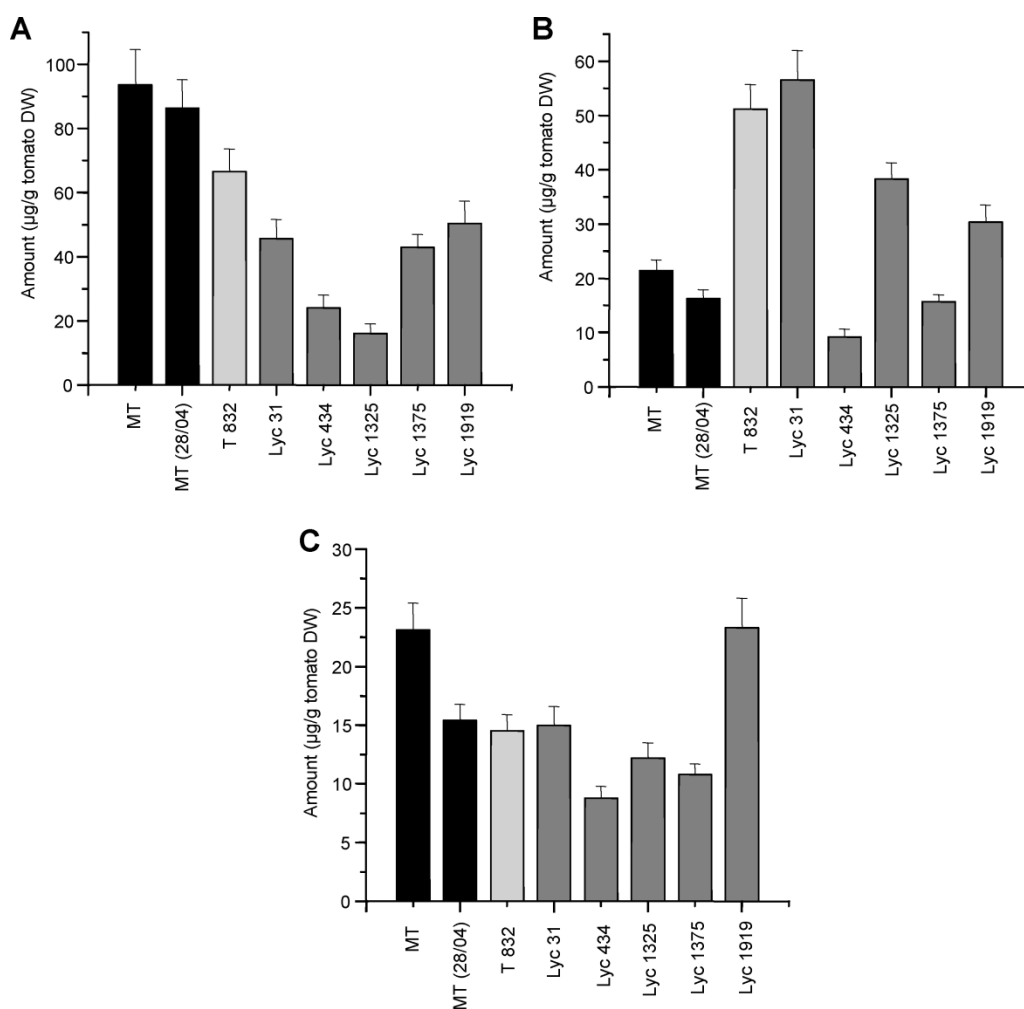 A
Amount (µg/g tomato DW)
100
80
60
40
20
0
MT
MT (28/04)
T 832
Lyc 31
Lyc 434
Lyc 1325
Lyc 1375
Lyc 1919
B
Amount (µg/g tomato DW)
60
50
40
30
20
10
0
MT
MT (28/04)
T 832
Lyc 31
Lyc 434
Lyc 1325
Lyc 1375
Lyc 1919
C
Amount (µg/g tomato DW)
30
25
20
15
10
5
0
MT
MT (28/04)
T 832
Lyc 31
Lyc 434
Lyc 1325
Lyc 1375
Lyc 1919